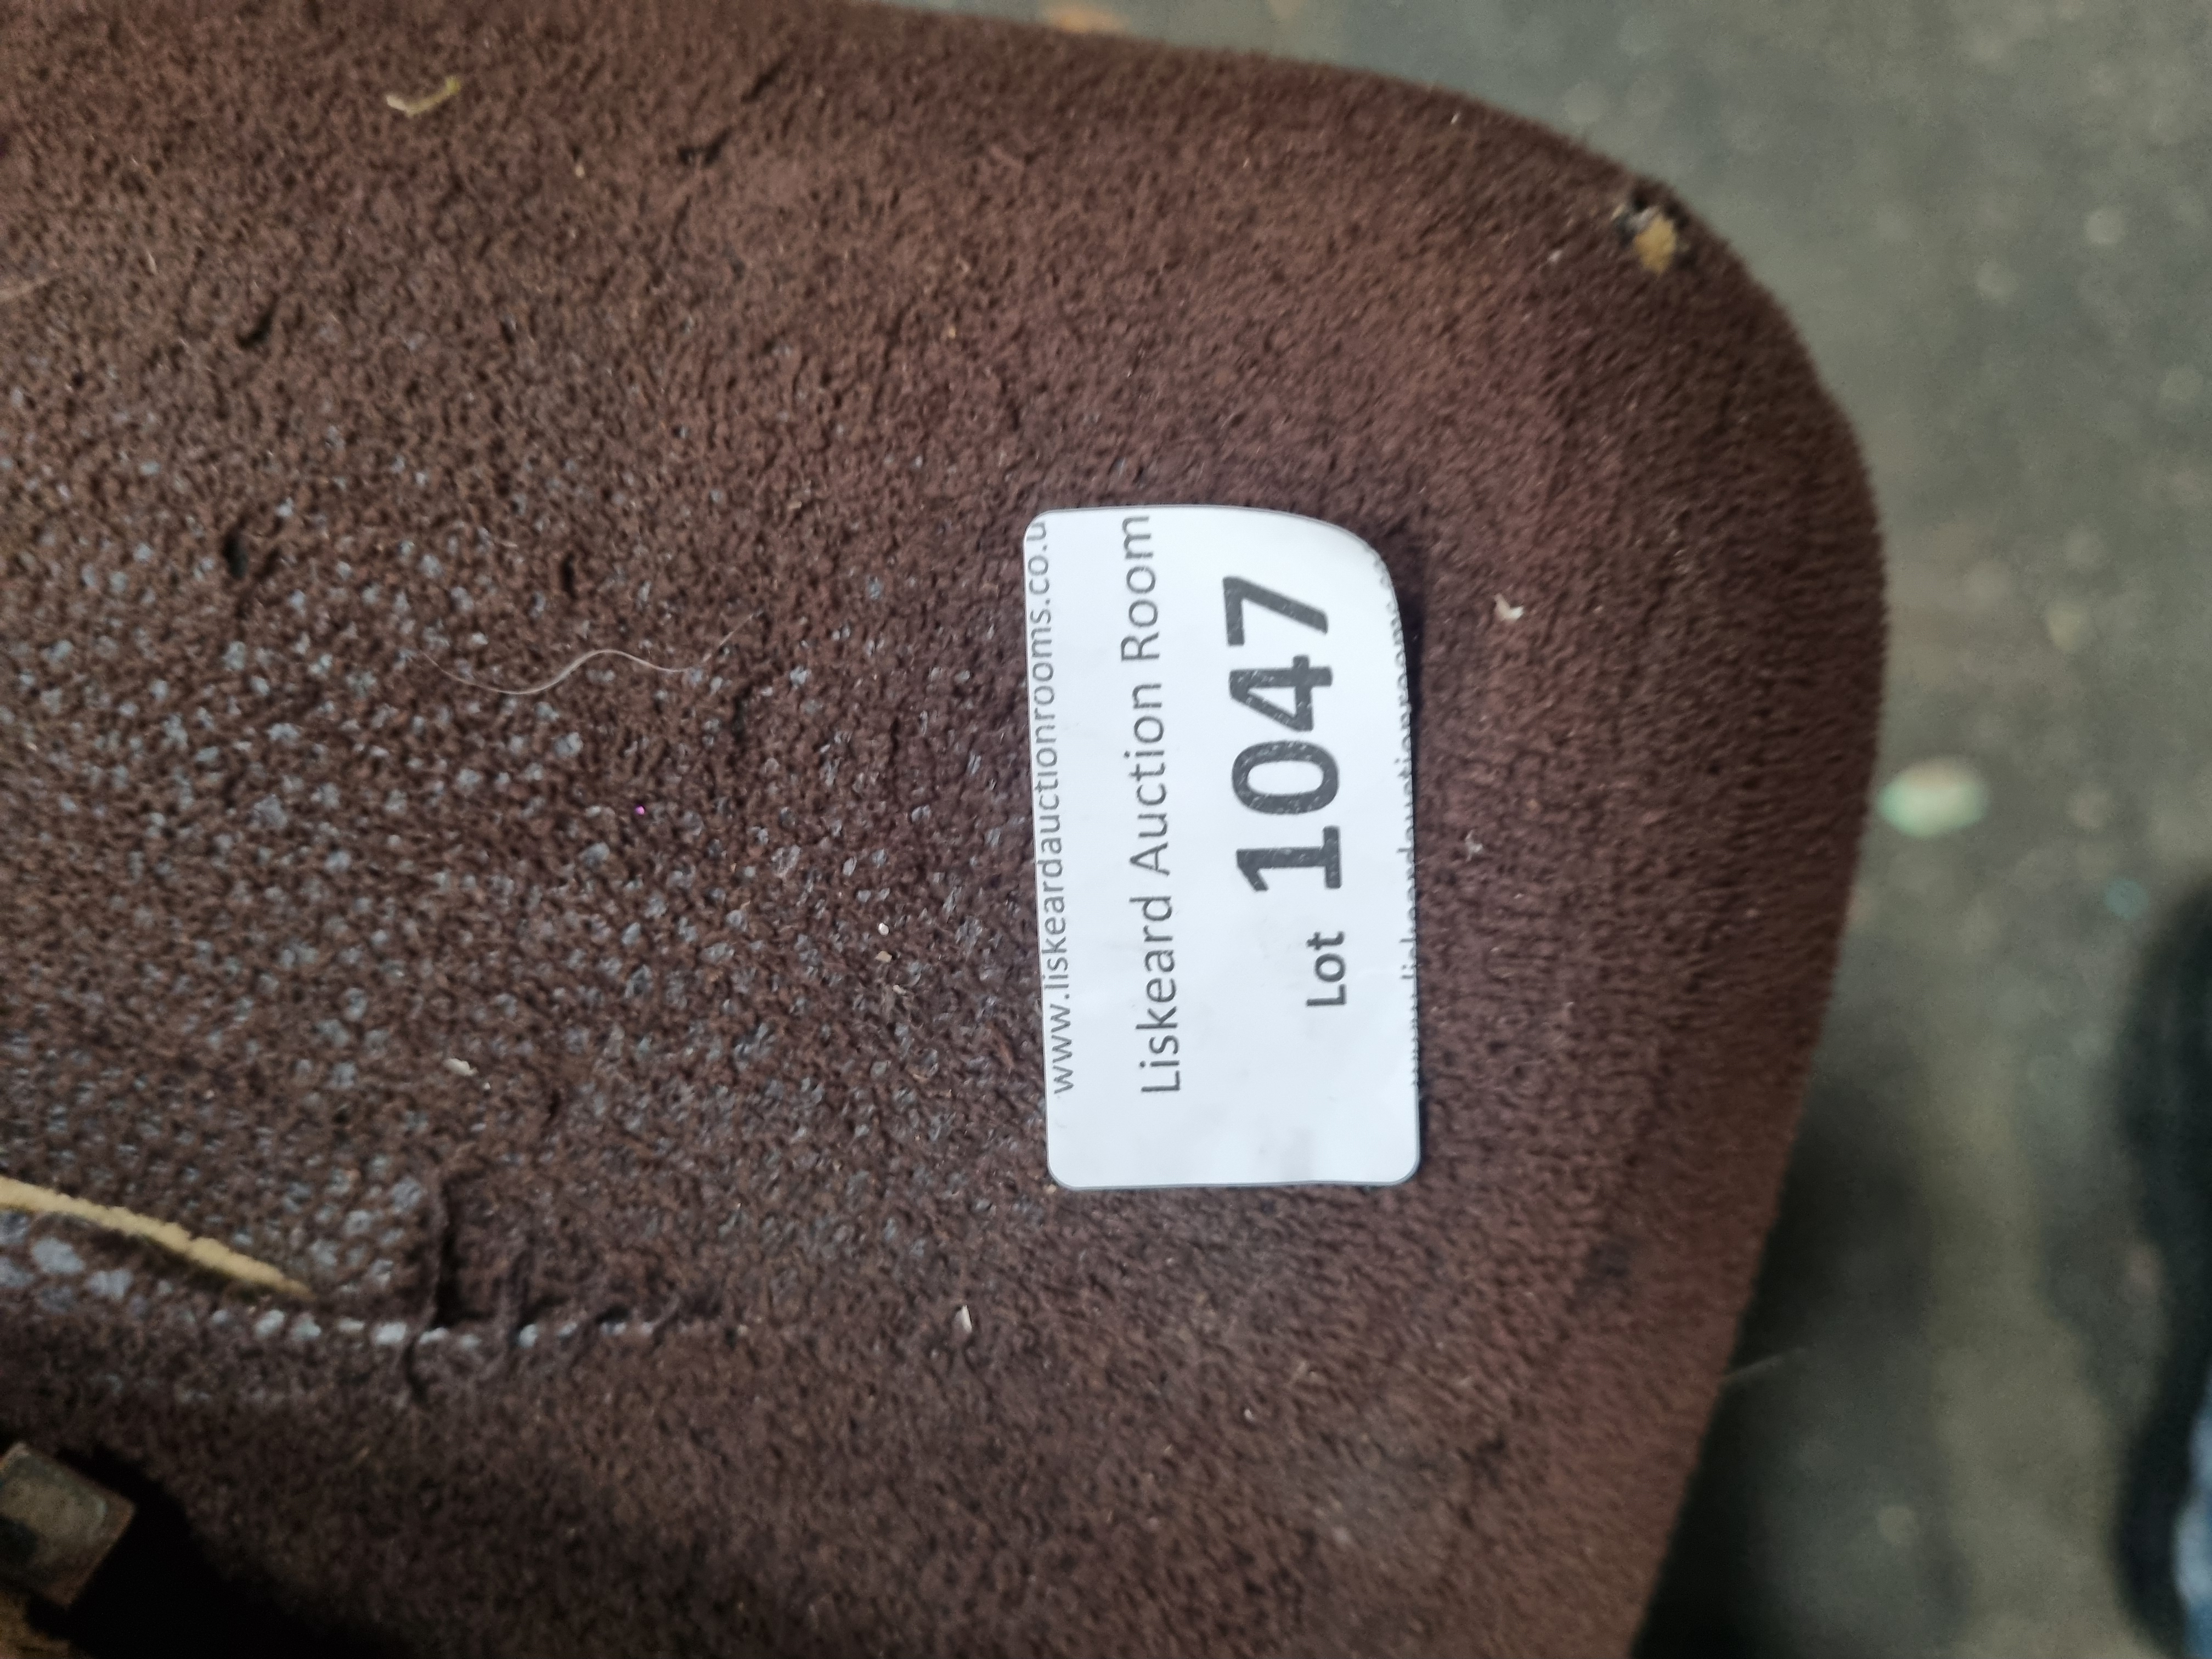 www.liskeardauctionrooms.co.u
Liskeard Auction Room
Lot 1047